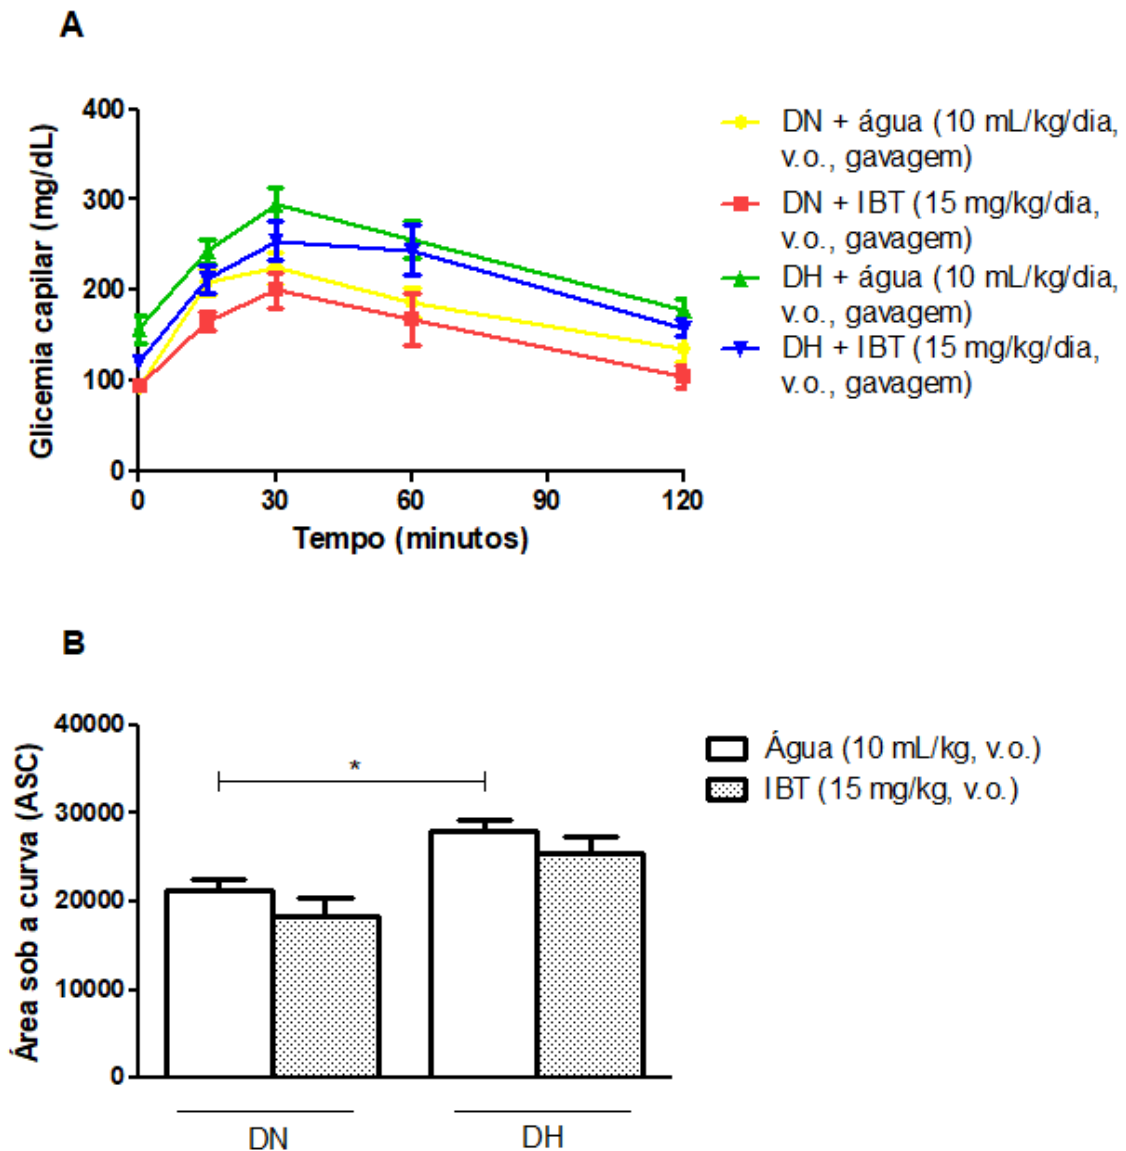 A
400
300
200
100
0
Glicemia capilar (mg/dL)
0 30 60 90 120
Tempo (minutos)
DN + água (10 mL/kg/dia,
v.o., gavagem)
DN + IBT (15 mg/kg/dia,
v.o., gavagem)
DH + água (10 mL/kg/dia,
v.o., gavagem)
DH + IBT (15 mg/kg/dia,
v.o., gavagem)
B
40000
30000
20000
10000
0
Área sob a curva (ASC)
*
DN DH
Água (10 mL/kg, v.o.)
IBT (15 mg/kg, v.o.)